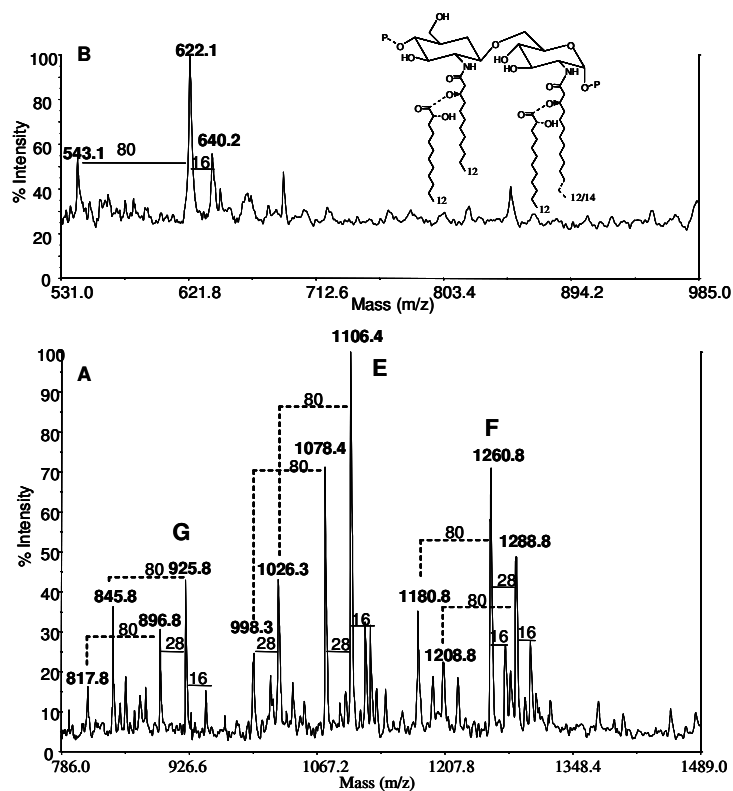 B
622.1
640.2
543.1
80
16
% Intensity
100
80
60
40
20
0
531.0 621.8 712.6 803.4 894.2 985.0
Mass (m/z)
OH
P
O
HO
O
O
O
HO
NH
NH
O
P
O
O
O
O
O
OH
O
OH
12
12
12
12/14
A
1106.4
E
80
1078.4
80
F
1260.8
G
80
925.8
845.8
896.8
80
28
817.8
16
1026.3
998.3
28
28
16
80
1288.8
28
1180.8
80
1208.8
16
16
% Intensity
100
90
80
70
60
50
40
30
20
10
0
786.0 926.6 1067.2 1207.8 1348.4 1489.0
Mass (m/z)